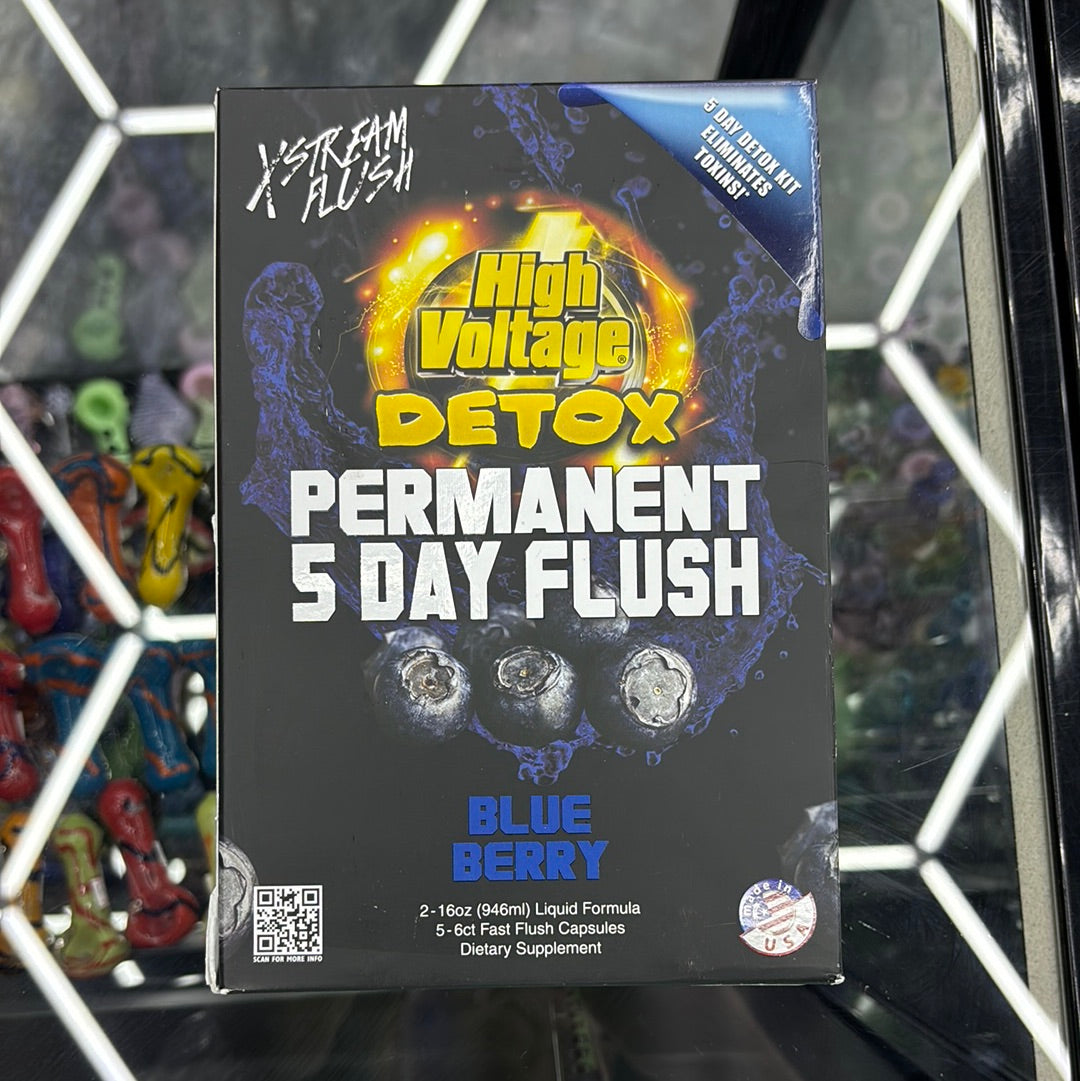 XSTREAM
FLUSH
5 DAY DETOX KIT
ELIMINATES
TOXINS!*
High
Voltage®
DETOX
PERMANENT
5 DAY FLUSH
BLUE
BERRY
2-16oz (946ml) Liquid Formula
5-6ct Fast Flush Capsules
Dietary Supplement
SCAN FOR MORE INFO
made in
USA